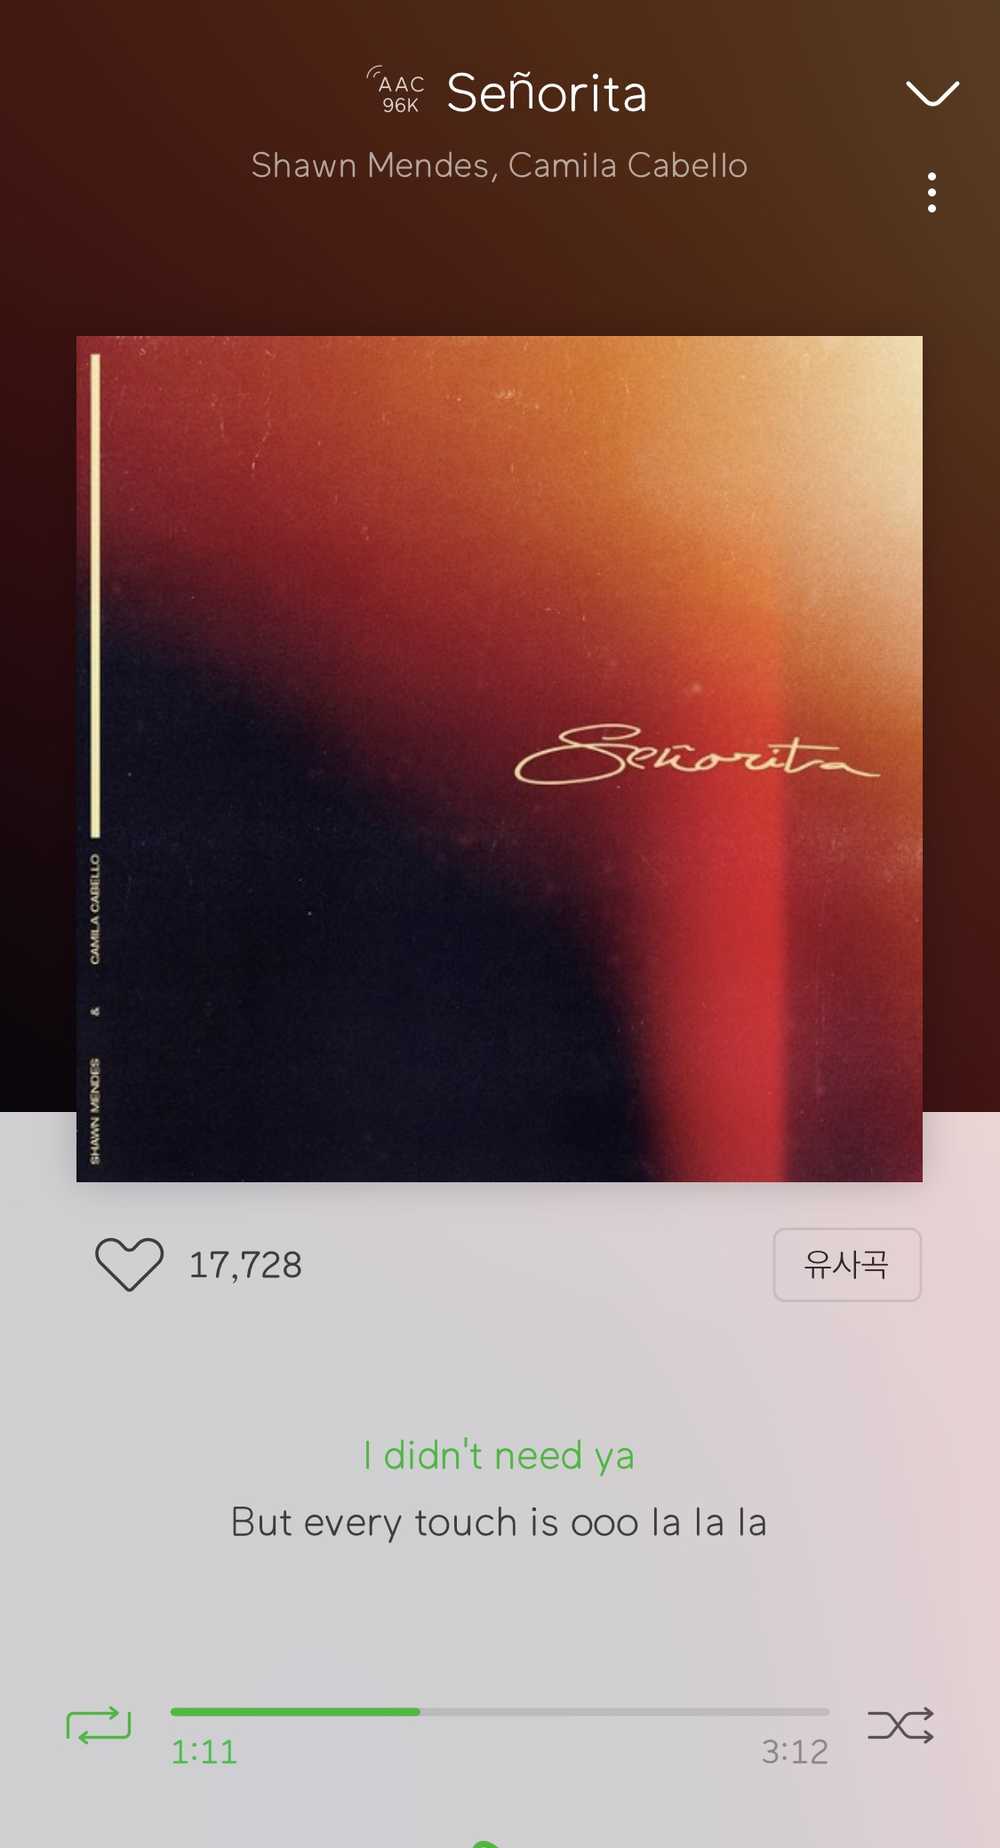 AAC
96K
Señorita
Shawn Mendes, Camila Cabello
Señorita
SHAWN MENDES & CAMILA CABELLO
17,728
유사곡
I didn't need ya
But every touch is ooo la la la
1:11
3:12